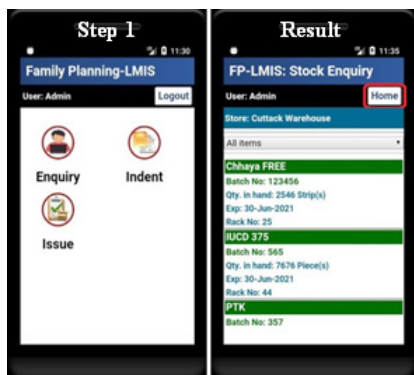 Step 1
11:30
Family Planning-LMIS
User: Admin
Logout
Enquiry
Indent
Issue
Result
11:35
FP-LMIS: Stock Enquiry
User: Admin
Home
Store: Cuttack Warehouse
All items
Chhaya FREE
Batch No: 123456
Qty. in hand: 2546 Strip(s)
Exp: 30-Jun-2021
Rack No: 25
IUCD 375
Batch No: 565
Qty. in hand: 7676 Piece(s)
Exp: 30-Jun-2021
Rack No: 44
PTK
Batch No: 357